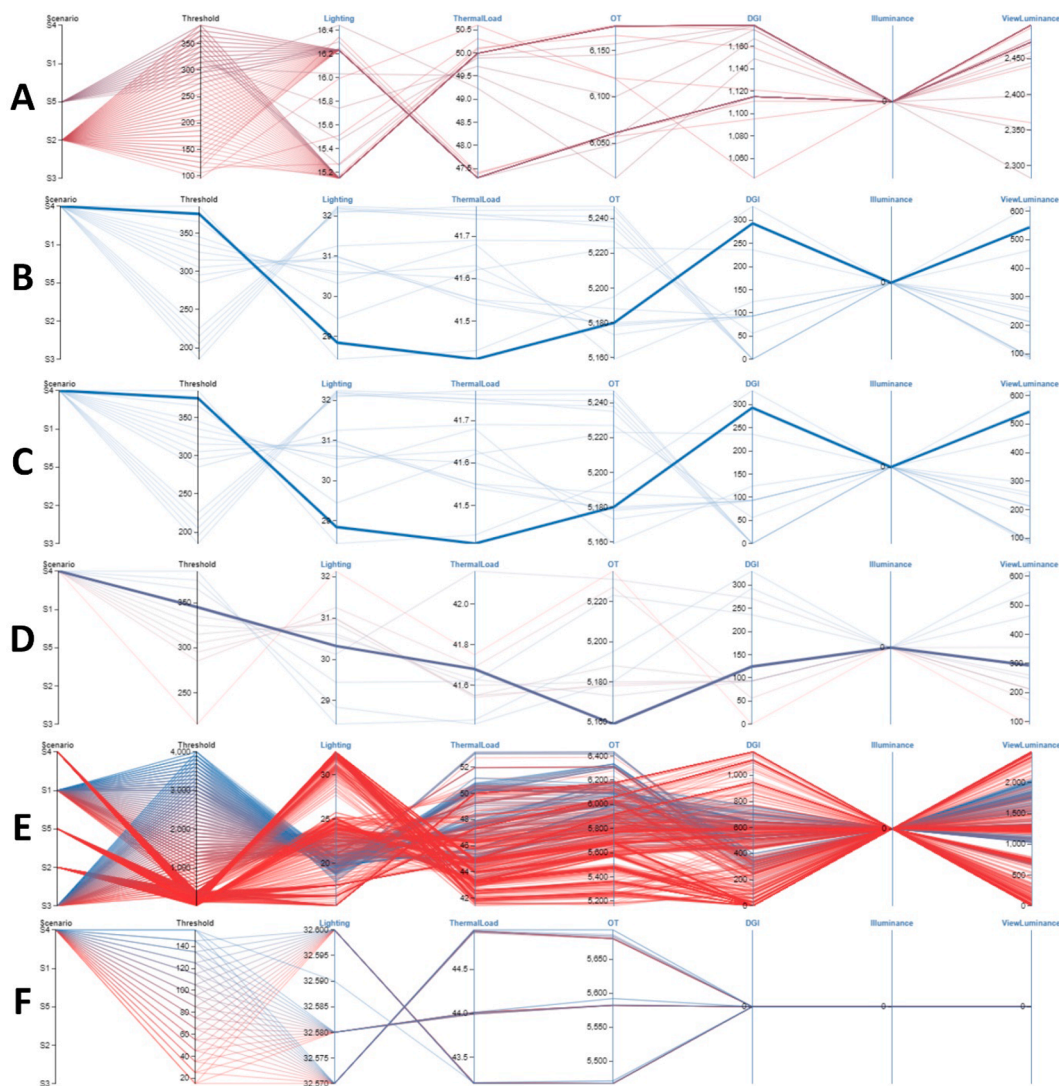 Scenario Threshold Lighting ThermalLoad OT DGI Illuminance ViewLuminance
A
S4 S1 S5 S2 S3
350 300 250 200 150 100
16.4 16.2 16.0 15.8 15.6 15.4 15.2
50.5 50.0 49.5 49.0 48.5 48.0 47.5
6,150 6,100 6,050
1,160 1,140 1,120 1,100 1,080 1,060
0
2,450 2,400 2,350 2,300
Scenario Threshold Lighting ThermalLoad OT DGI Illuminance ViewLuminance
B
S4 S1 S5 S2 S3
350 300 250 200
32 31 30 29
41.7 41.6 41.5
5,240 5,220 5,200 5,180 5,160
300 250 200 150 100 50 0
0
600 500 400 300 200 100
Scenario Threshold Lighting ThermalLoad OT DGI Illuminance ViewLuminance
C
S4 S1 S5 S2 S3
350 300 250 200
32 31 30 29
41.7 41.6 41.5
5,240 5,220 5,200 5,180 5,160
300 250 200 150 100 50 0
0
600 500 400 300 200 100
Scenario Threshold Lighting ThermalLoad OT DGI Illuminance ViewLuminance
D
S4 S1 S5 S2 S3
350 300 250
32 31 30 29
42.0 41.8 41.6
5,220 5,200 5,180 5,160
300 250 200 150 100 50 0
0
600 500 400 300 200 100
Scenario Threshold Lighting ThermalLoad OT DGI Illuminance ViewLuminance
E
S4 S1 S5 S2 S3
4,000 3,000 2,000 1,000
30 25 20
52 50 48 46 44 42
6,400 6,200 6,000 5,800 5,600 5,400 5,200
1,000 800 600 400 200 0
0
2,000 1,500 1,000 500 0
Scenario Threshold Lighting ThermalLoad OT DGI Illuminance ViewLuminance
F
S4 S1 S5 S2 S3
140 120 100 80 60 40 20
32.600 32.595 32.590 32.585 32.580 32.575 32.570
44.5 44.0 43.5
5,650 5,600 5,550 5,500
0
0
0